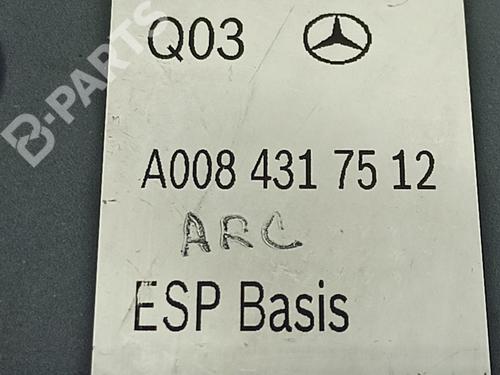 B-PARTS
Q03
A008 431 75 12
ARC
ESP Basis